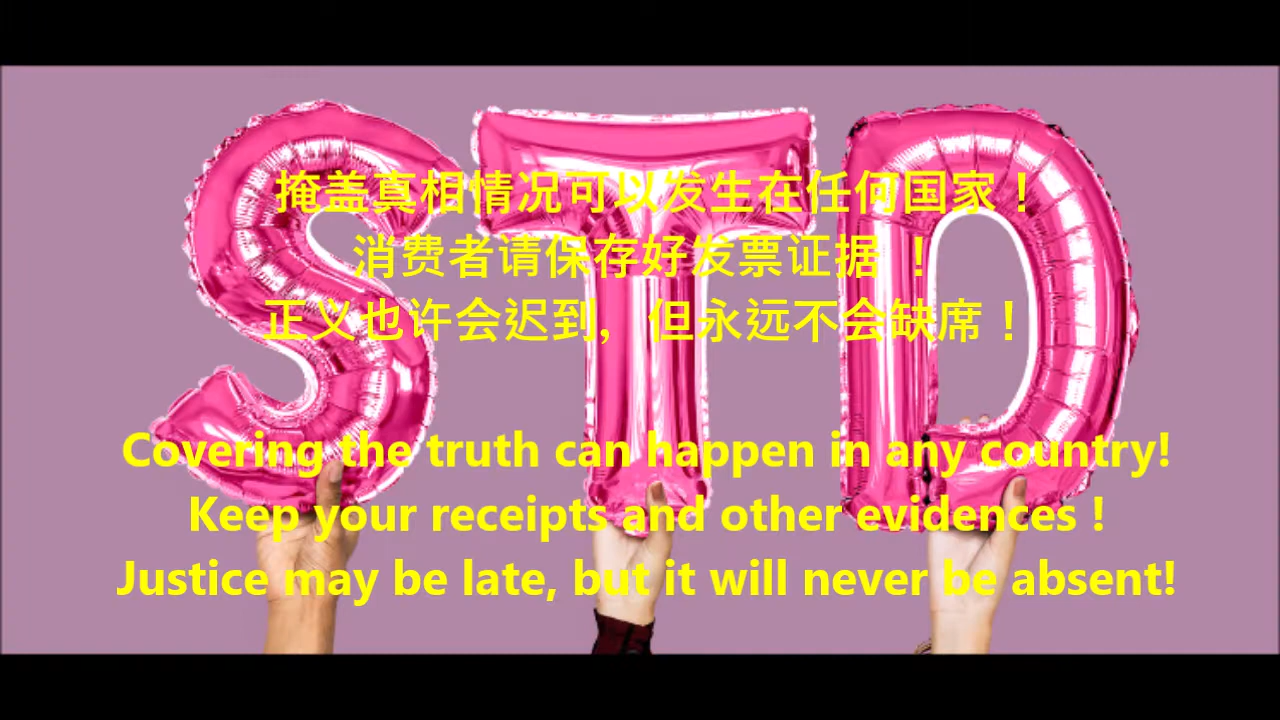 STD
掩盖真相情况可以发生在任何国家！
消费者请保存好发票证据 ！
正义也许会迟到，但永远不会缺席！
Covering the truth can happen in any country!
Keep your receipts and other evidences !
Justice may be late, but it will never be absent!